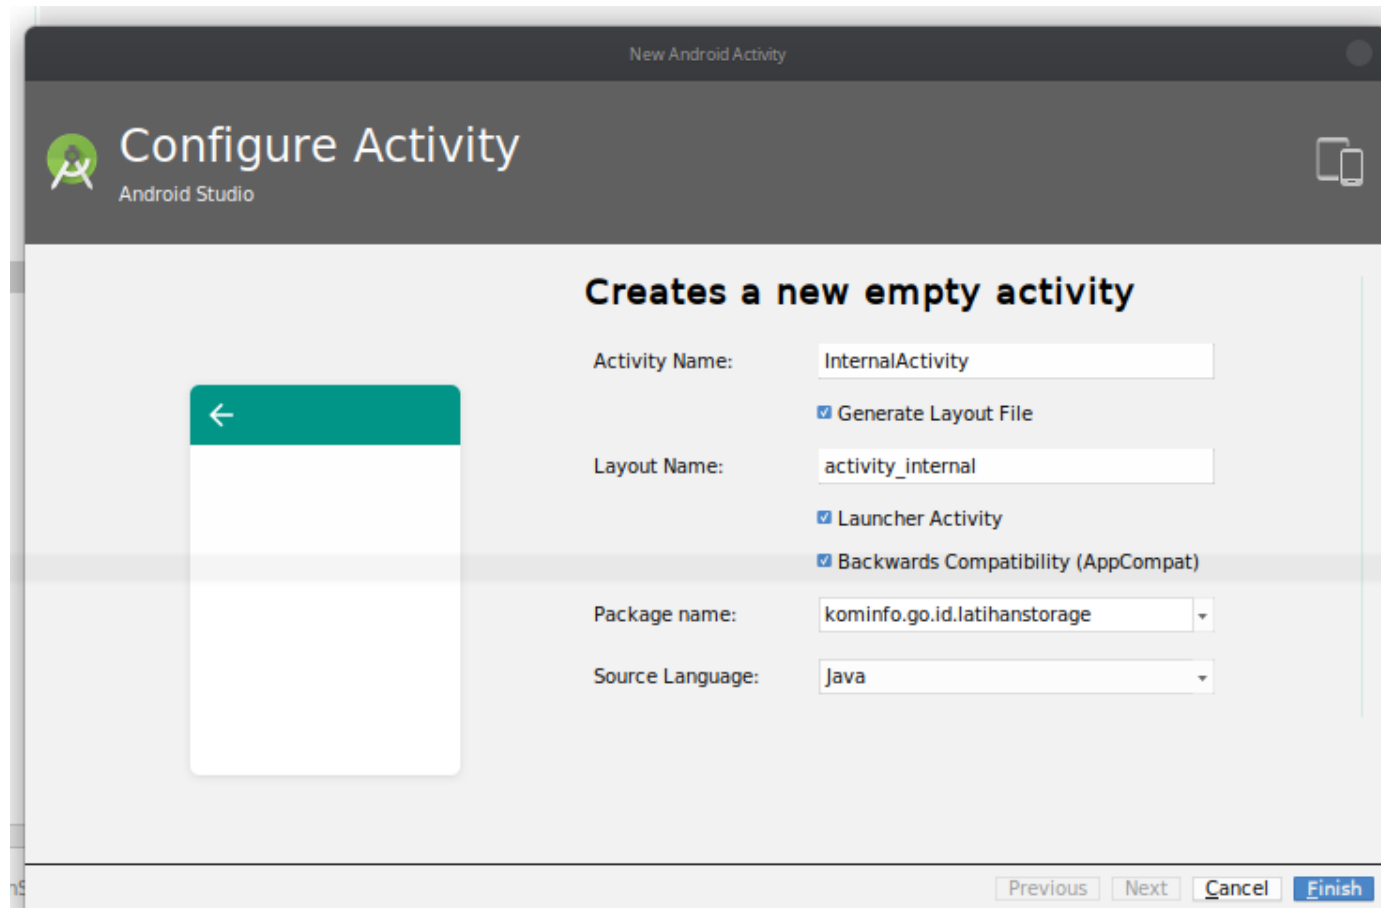 New Android Activity
Configure Activity
Android Studio
Creates a new empty activity
Activity Name: InternalActivity
Generate Layout File
Layout Name: activity_internal
Launcher Activity
Backwards Compatibility (AppCompat)
Package name: kominfo.go.id.latihanstorage
Source Language: Java
Previous Next Cancel Finish